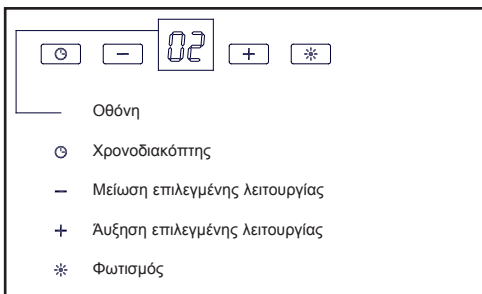 02
Οθόνη
Χρονοδιακόπτης
– Μείωση επιλεγμένης λειτουργίας
+ Άυξηση επιλεγμένης λειτουργίας
Φωτισμός